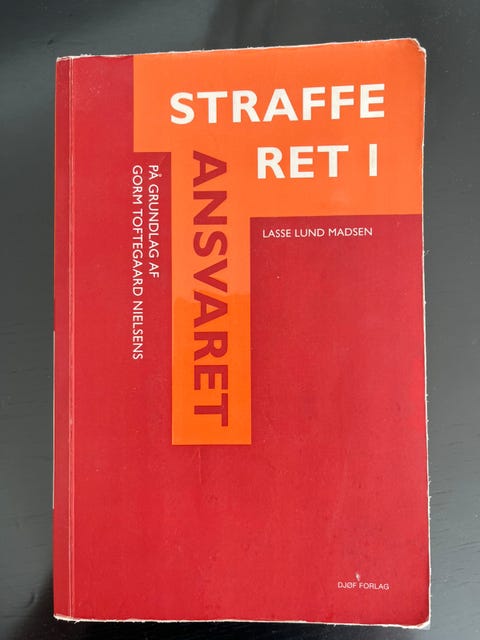 STRAFFE
RET I
ANSVARET
LASSE LUND MADSEN
PÅ GRUNDLAG AF
GORM TOFTEGAARD NIELSENS
DJØF FORLAG